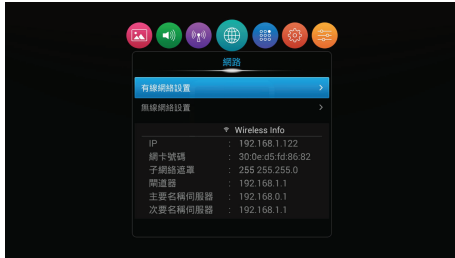 網路
有線網絡設置 >
無線網絡設置 >
Wireless Info
IP : 192.168.1.122
網卡號碼 : 30:0e:d5:fd:86:82
子網絡遮罩 : 255 255.255.0
閘道器 : 192.168.1.1
主要名稱伺服器 : 192.168.0.1
次要名稱伺服器 : 192.168.1.1